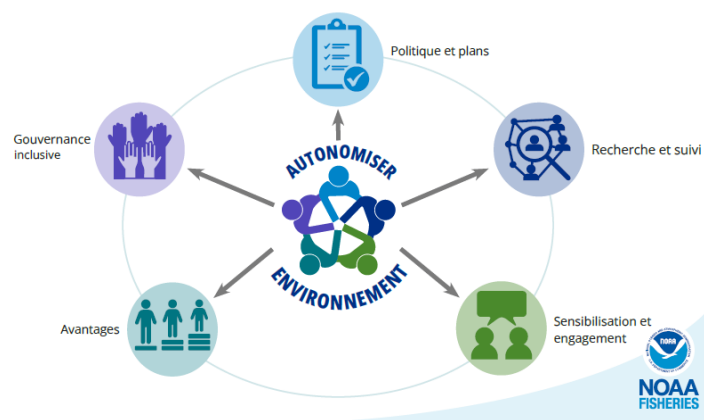 Politique et plans
Gouvernance
inclusive
AUTONOMISER
Recherche et suivi
ENVIRONNEMENT
Avantages
Sensibilisation et
engagement
NOAA
NOAA
FISHERIES